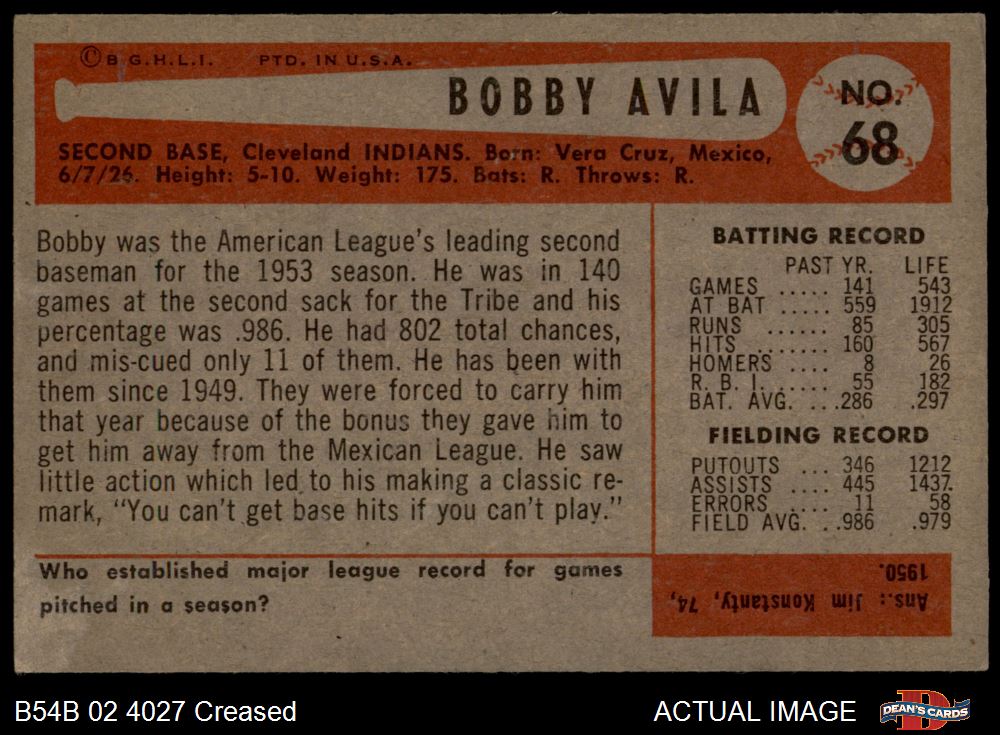 © B G.H.L.I. PTD. IN U.S.A.
BOBBY AVILA
NO.
68
SECOND BASE, Cleveland INDIANS. Born: Vera Cruz, Mexico,
6/7/26. Height: 5-10. Weight: 175. Bats: R. Throws: R.
Bobby was the American League's leading second
baseman for the 1953 season. He was in 140
games at the second sack for the Tribe and his
percentage was .986. He had 802 total chances,
and mis-cued only 11 of them. He has been with
them since 1949. They were forced to carry him
that year because of the bonus they gave him to
get him away from the Mexican League. He saw
little action which led to his making a classic re-
mark, "You can't get base hits if you can't play."
BATTING RECORD
PAST YR. LIFE
GAMES ..... 141 543
AT BAT ..... 559 1912
RUNS ...... 85 305
HITS ........ 160 567
HOMERS ..... 8 26
R. B. I. ..... 55 182
BAT. AVG. ...286 .297
FIELDING RECORD
PUTOUTS ... 346 1212
ASSISTS .... 445 1437
ERRORS .... 11 58
FIELD AVG. ..986 .979
Who established major league record for games
pitched in a season?
Ans.: Jim Konstanty, 74,
1950.
B54B 02 4027 Creased
ACTUAL IMAGE
D
DEAN'S CARDS